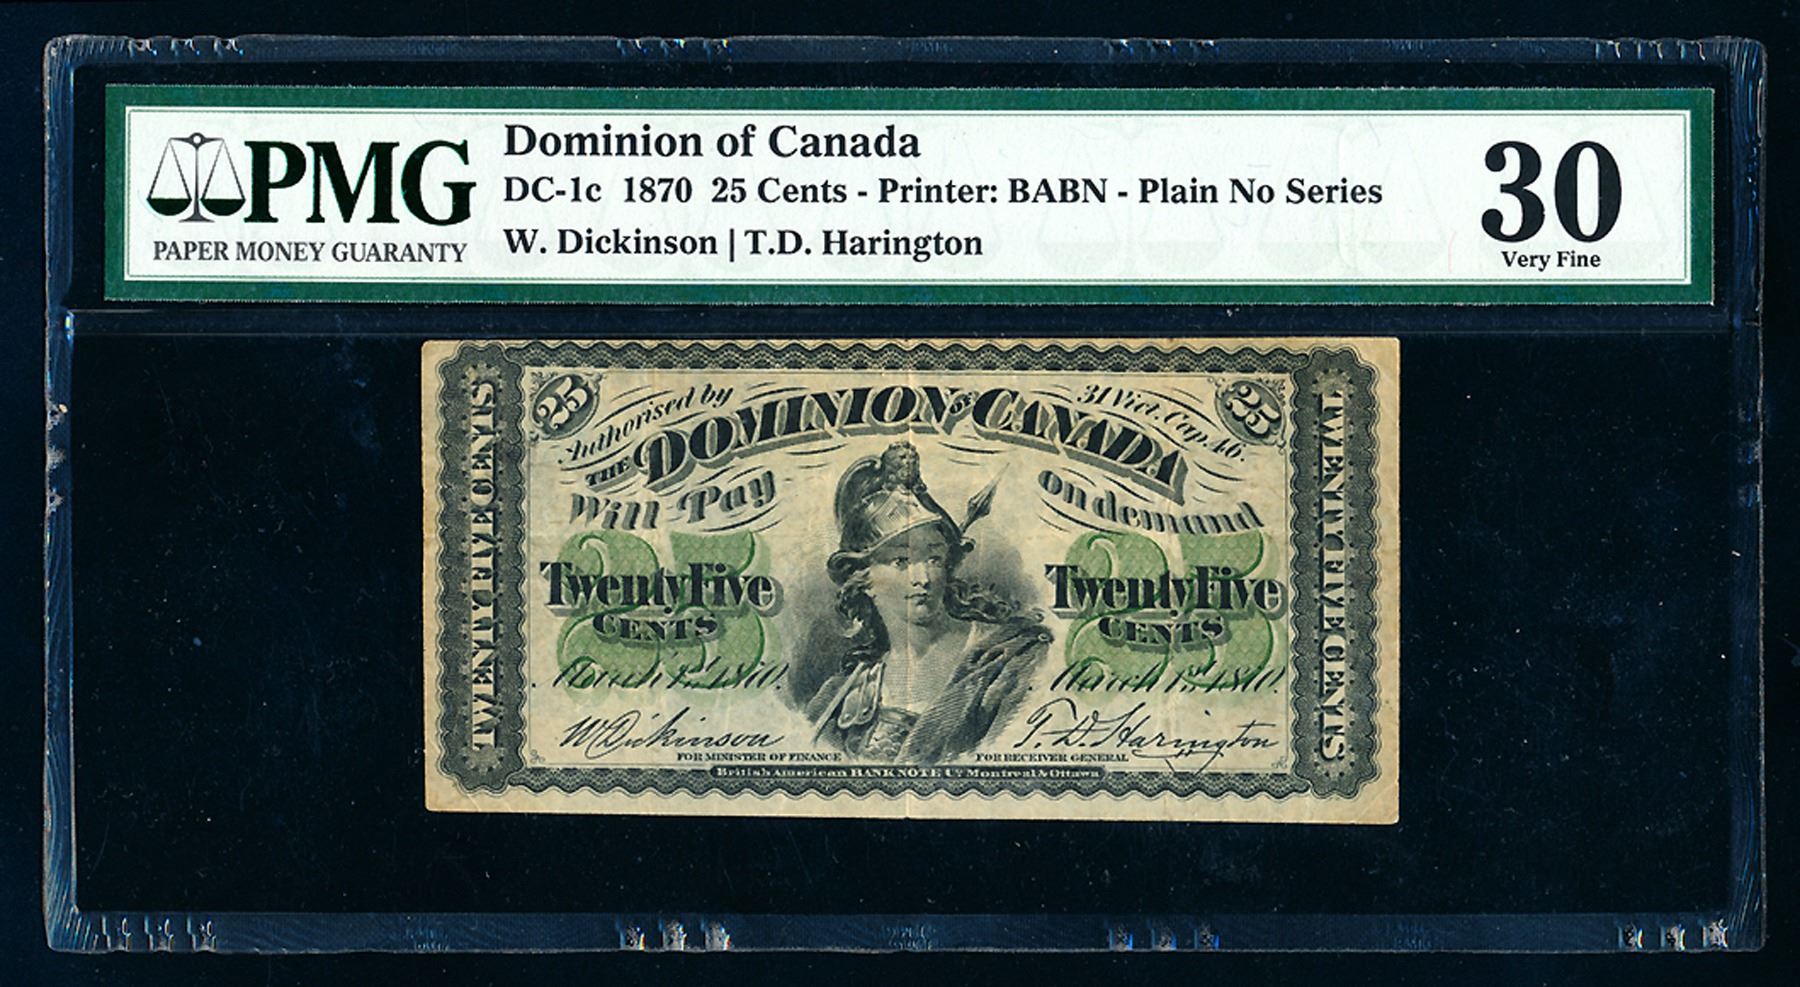 PMG
PAPER MONEY GUARANTY
Dominion of Canada
DC-1c 1870 25 Cents - Printer: BABN - Plain No Series
W. Dickinson | T.D. Harington
30
Very Fine
25
25
Authorised by
31 Vict. Cap. 46.
THE DOMINION OF CANADA
Will Pay
on demand
25
25
Twenty Five
CENTS
Twenty Five
CENTS
March 1st 1870.
March 1st 1870.
W Dickinson
T. D. Harington
FOR MINISTER OF FINANCE
FOR RECEIVER GENERAL
British American BANK NOTE Co. Montreal & Ottawa
TWENTY FIVE CENTS
TWENTY FIVE CENTS